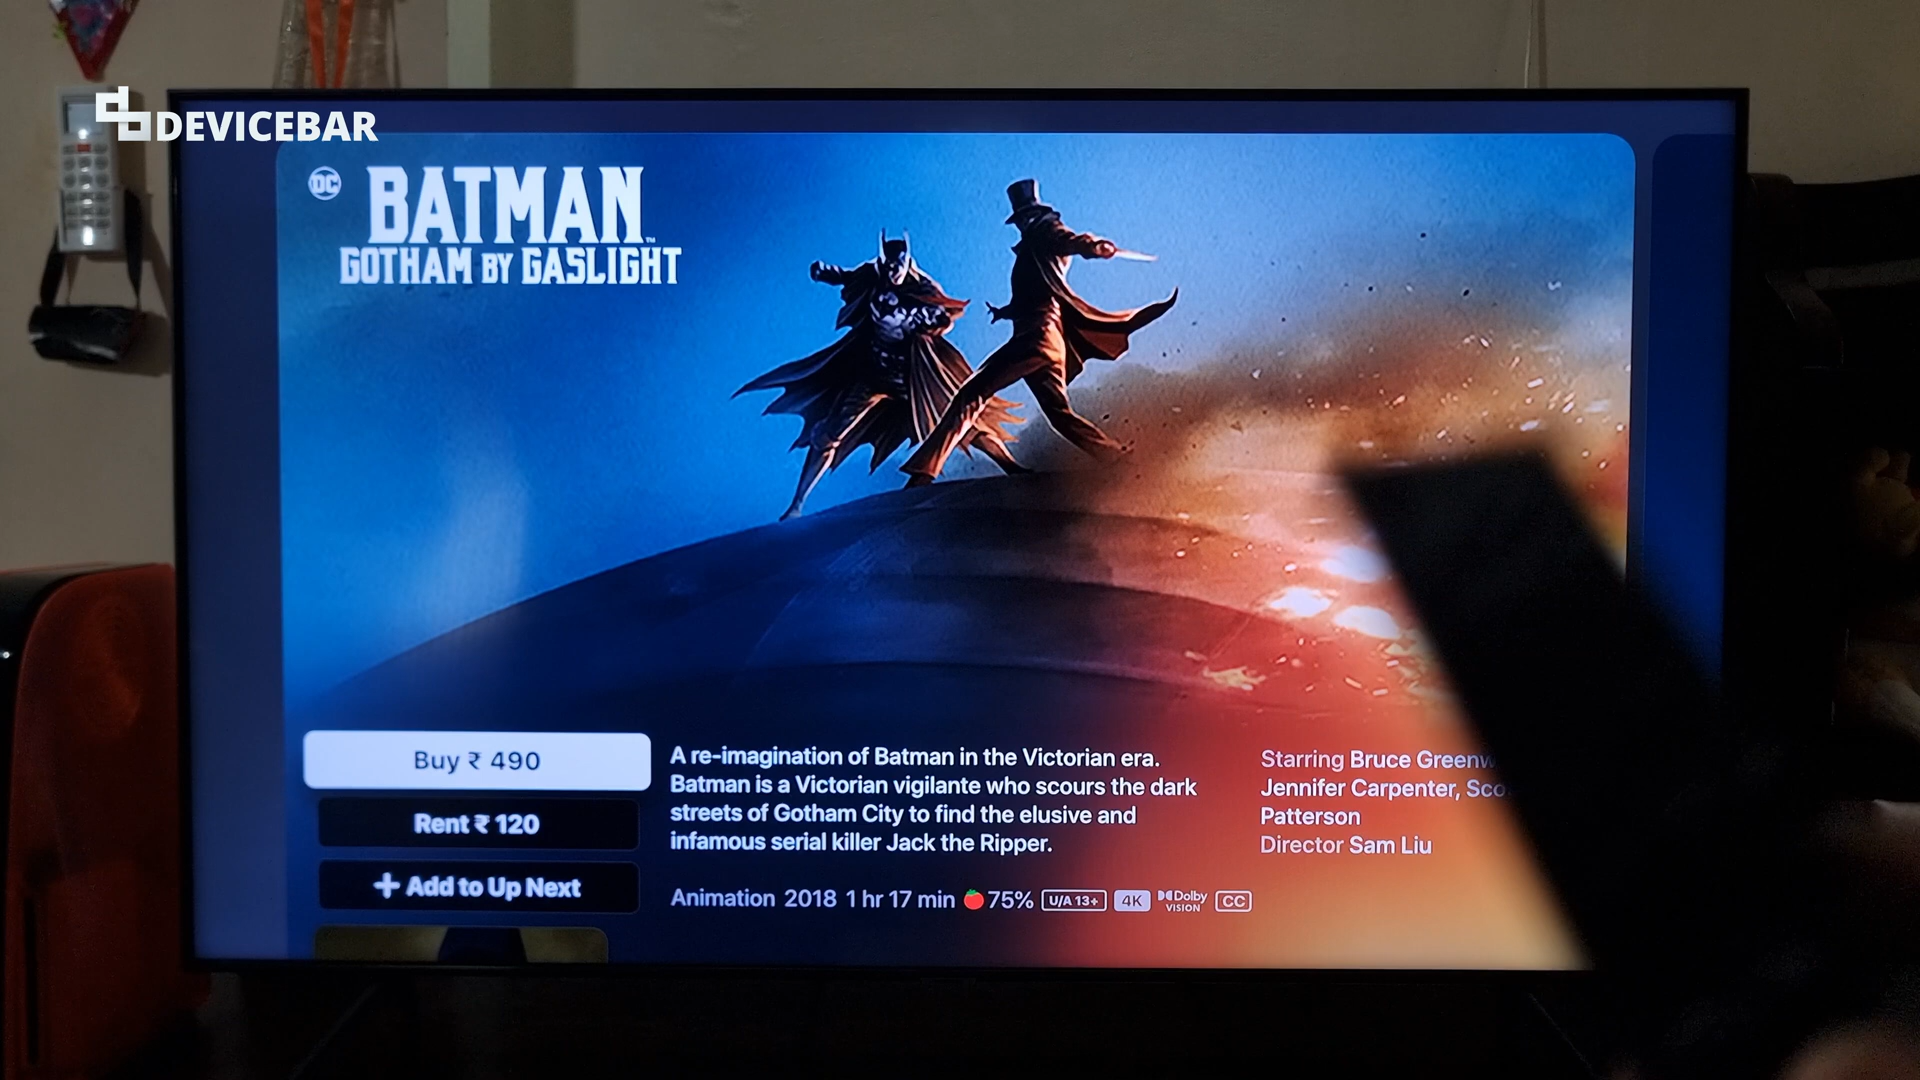 DEVICEBAR
DC
BATMAN™
GOTHAM BY GASLIGHT
Buy ₹ 490
Rent ₹ 120
+ Add to Up Next
A re-imagination of Batman in the Victorian era.
Batman is a Victorian vigilante who scours the dark
streets of Gotham City to find the elusive and
infamous serial killer Jack the Ripper.
Animation 2018 1 hr 17 min 75% U/A 13+ 4K Dolby VISION CC
Starring Bruce
Jennifer Carpenter,
Patterson
Director Sam Liu